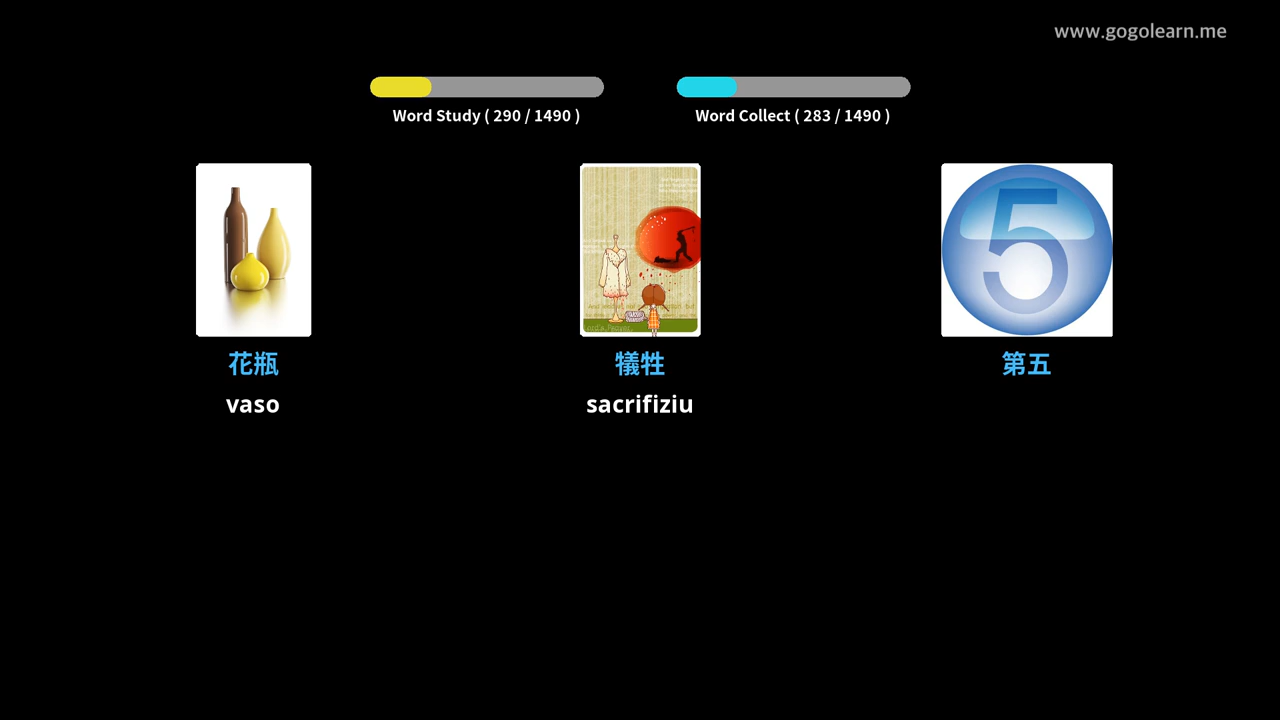 www.gogolearn.me
Word Study ( 290 / 1490 )
Word Collect ( 283 / 1490 )
5
花瓶
犠牲
第五
vaso
sacrifiziu